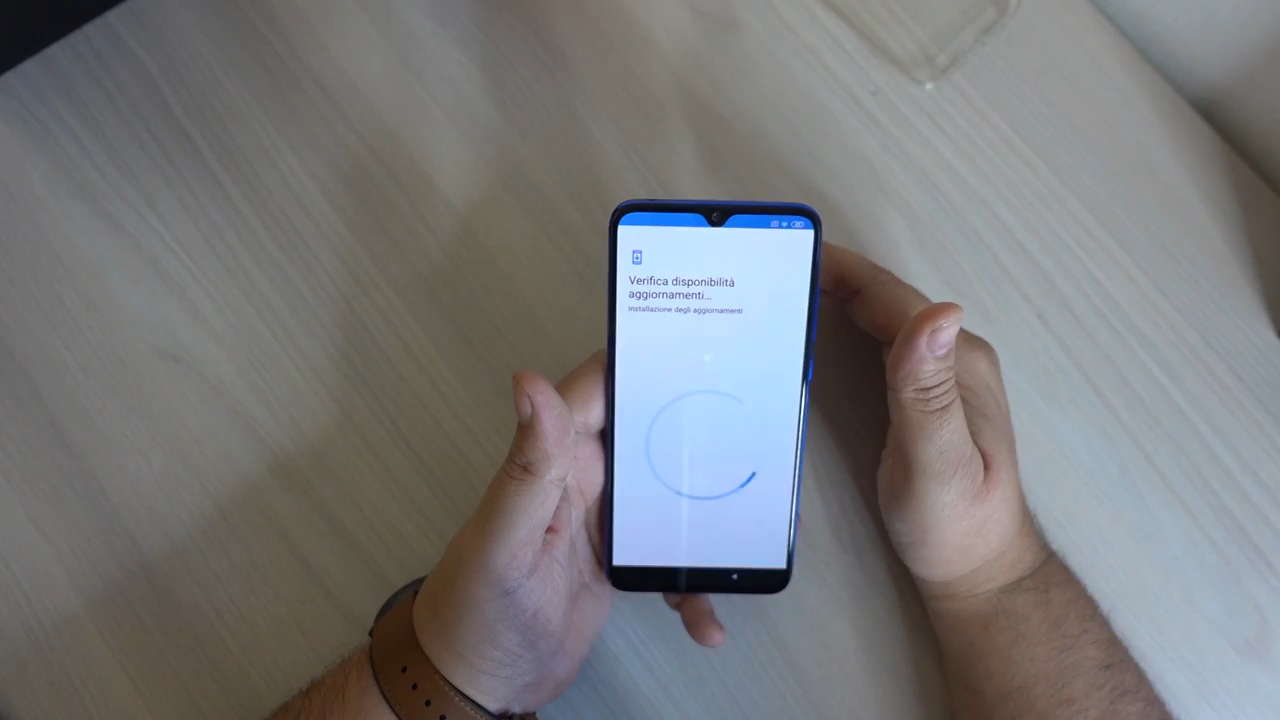 Verifica disponibilità
aggiornamenti...
Installazione degli aggiornamenti